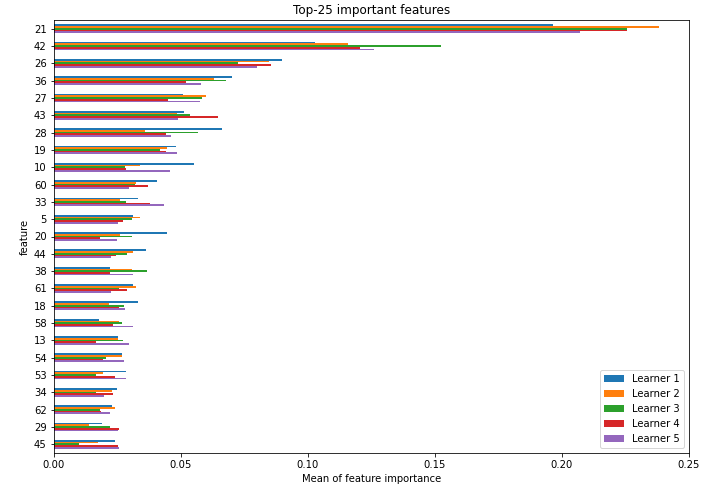 Top-25 important features
21
42
26
36
27
43
28
19
10
60
33
5
20
44
38
61
18
58
13
54
53
34
62
29
45
feature
0.00 0.05 0.10 0.15 0.20 0.25
Mean of feature importance
Learner 1
Learner 2
Learner 3
Learner 4
Learner 5